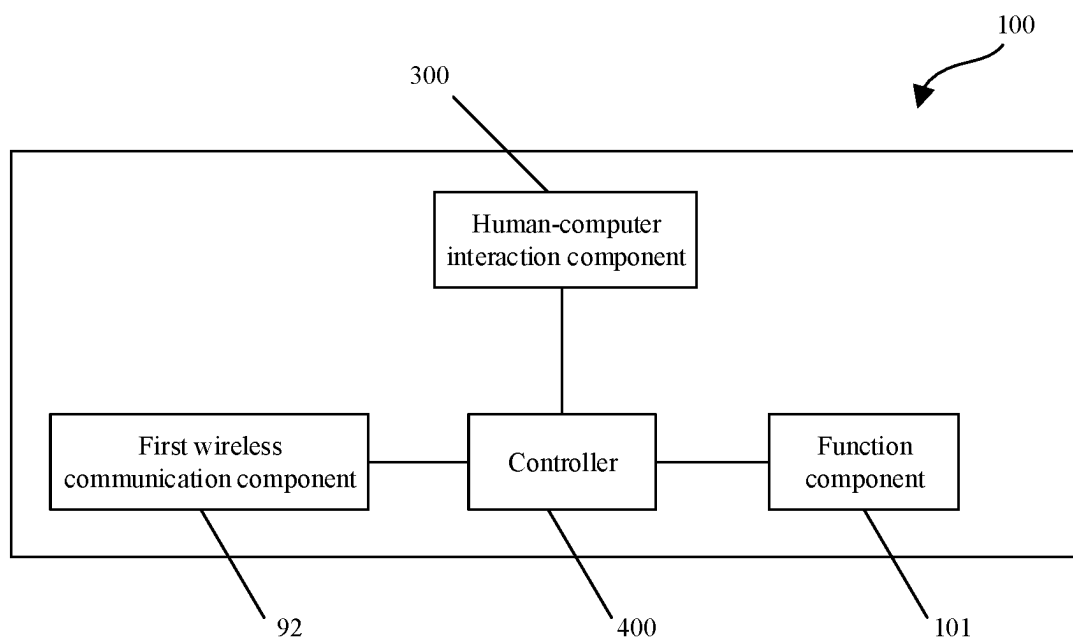 100
300
Human-computer
interaction component
First wireless
communication component
Controller
Function
component
92
400
101